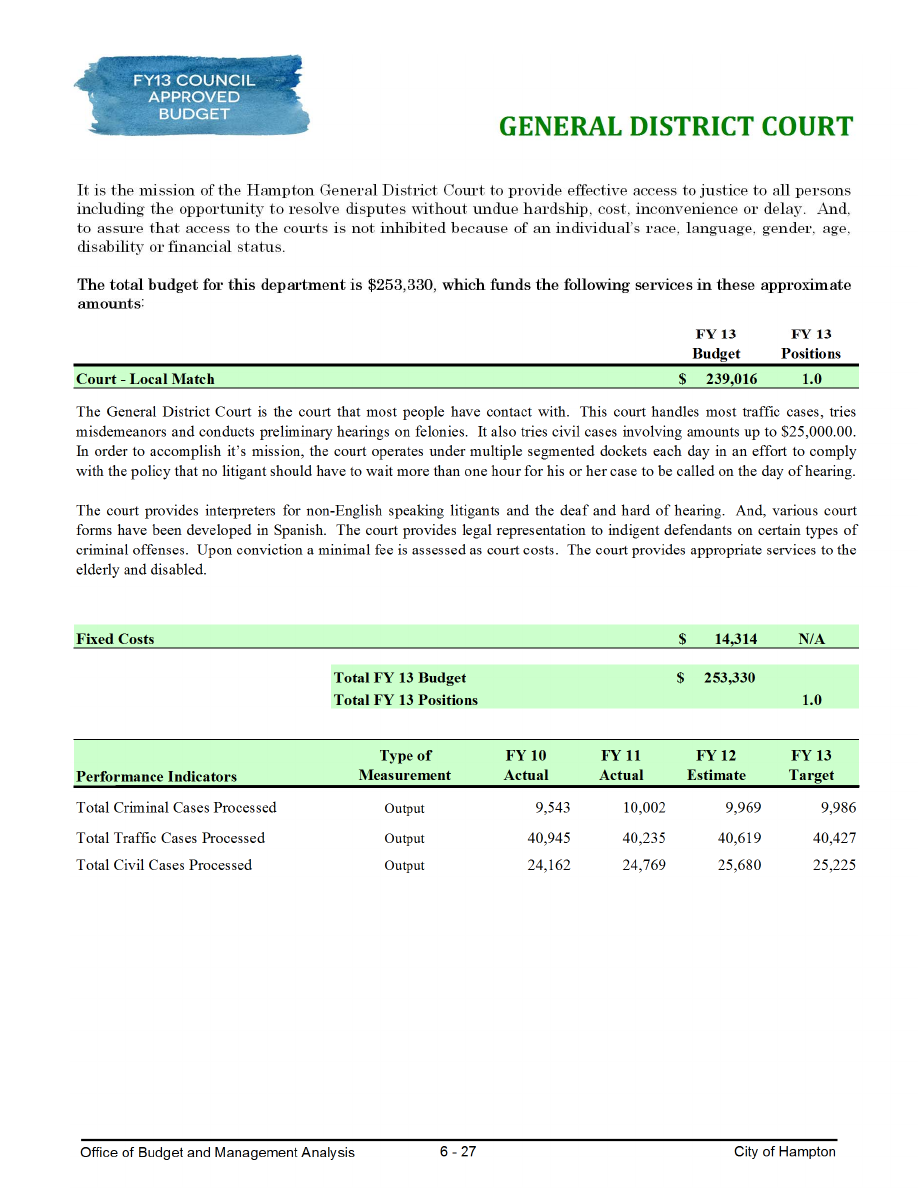 FY13 COUNCIL
APPROVED
BUDGET
GENERAL DISTRICT COURT
It is the mission of the Hampton General District Court to provide effective access to justice to all persons
including the opportunity to resolve disputes without undue hardship, cost, inconvenience or delay. And,
to assure that access to the courts is not inhibited because of an individual's race, language, gender, age,
disability or financial status.
The total budget for this department is $253,330, which funds the following services in these approximate
amounts:
FY 13 FY 13
Budget Positions
Court - Local Match $ 239,016 1.0
The General District Court is the court that most people have contact with. This court handles most traffic cases, tries
misdemeanors and conducts preliminary hearings on felonies. It also tries civil cases involving amounts up to $25,000.00.
In order to accomplish it's mission, the court operates under multiple segmented dockets each day in an effort to comply
with the policy that no litigant should have to wait more than one hour for his or her case to be called on the day of hearing.
The court provides interpreters for non-English speaking litigants and the deaf and hard of hearing. And, various court
forms have been developed in Spanish. The court provides legal representation to indigent defendants on certain types of
criminal offenses. Upon conviction a minimal fee is assessed as court costs. The court provides appropriate services to the
elderly and disabled.
Fixed Costs $ 14,314 N/A
Total FY 13 Budget $ 253,330
Total FY 13 Positions 1.0
Type of FY 10 FY 11 FY 12 FY 13
Performance Indicators Measurement Actual Actual Estimate Target
Total Criminal Cases Processed Output 9,543 10,002 9,969 9,986
Total Traffic Cases Processed Output 40,945 40,235 40,619 40,427
Total Civil Cases Processed Output 24,162 24,769 25,680 25,225
Office of Budget and Management Analysis 6 - 27 City of Hampton